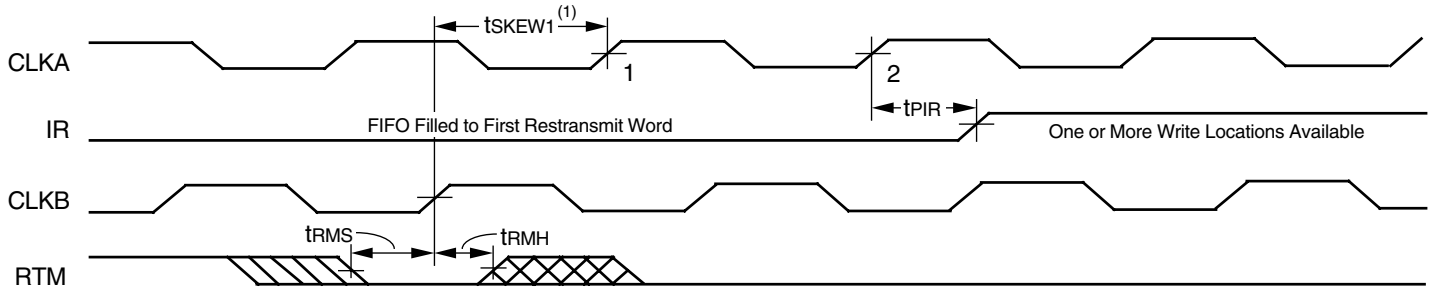 tSKEW1 (1)
CLKA
1
2
tPIR
IR
FIFO Filled to First Restransmit Word
One or More Write Locations Available
CLKB
tRMS
tRMH
RTM